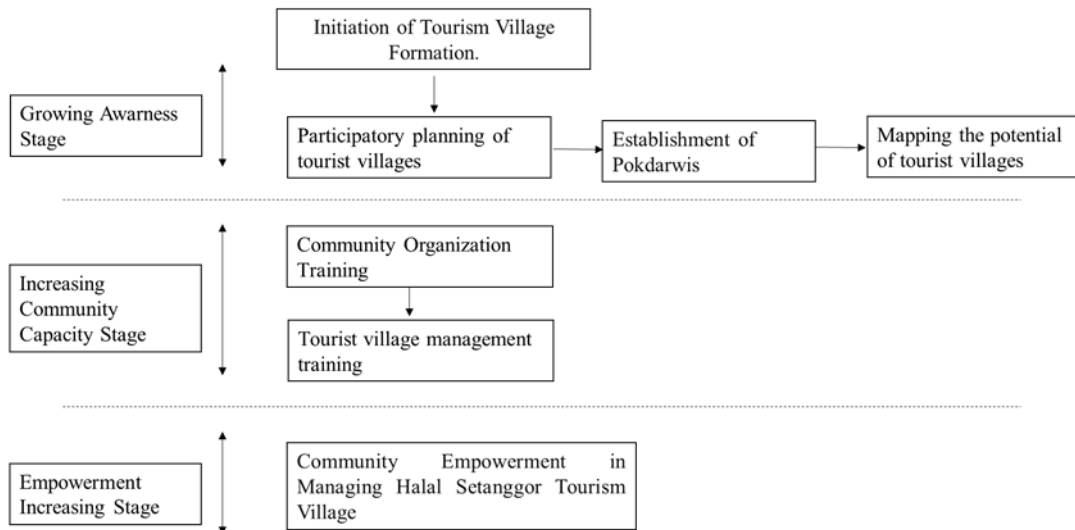 Initiation of Tourism Village
Formation.
Growing Awarness
Stage
Participatory planning of
tourist villages
Establishment of
Pokdarwis
Mapping the potential
of tourist villages
Increasing
Community
Capacity Stage
Community Organization
Training
Tourist village management
training
Empowerment
Increasing Stage
Community Empowerment in
Managing Halal Setanggor Tourism
Village